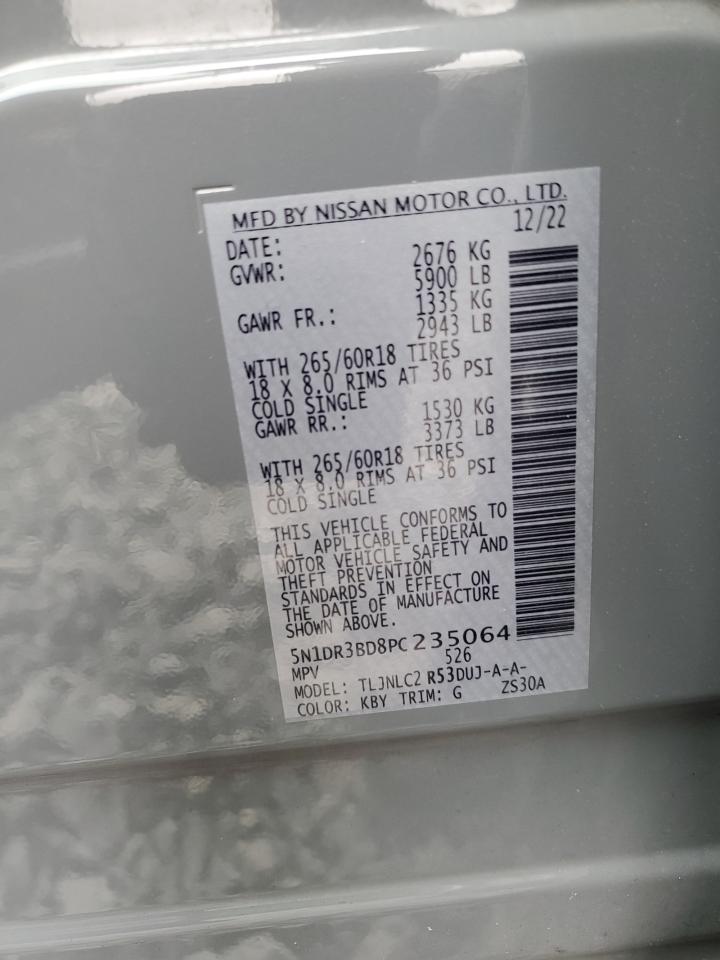 MFD BY NISSAN MOTOR CO., LTD.
DATE: 12/22
GVWR: 2676 KG
5900 LB
GAWR FR.: 1335 KG
2943 LB
WITH 265/60R18 TIRES
18 X 8.0 RIMS AT 36 PSI
COLD SINGLE
GAWR RR.: 1530 KG
3373 LB
WITH 265/60R18 TIRES
18 X 8.0 RIMS AT 36 PSI
COLD SINGLE
THIS VEHICLE CONFORMS TO
ALL APPLICABLE FEDERAL
MOTOR VEHICLE SAFETY AND
THEFT PREVENTION
STANDARDS IN EFFECT ON
THE DATE OF MANUFACTURE
SHOWN ABOVE.
5N1DR3BD8PC235064
MPV 526
MODEL: TLJNLC2 R53DUJ-A-A-
COLOR: KBY TRIM: G ZS30A